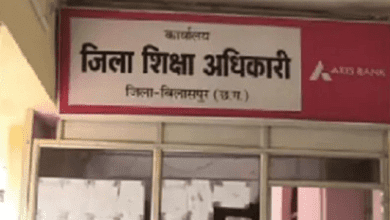 कार्यालय
जिला शिक्षा अधिकारी
जिला-बिलासपुर (छ.ग.)
AXIS BANK